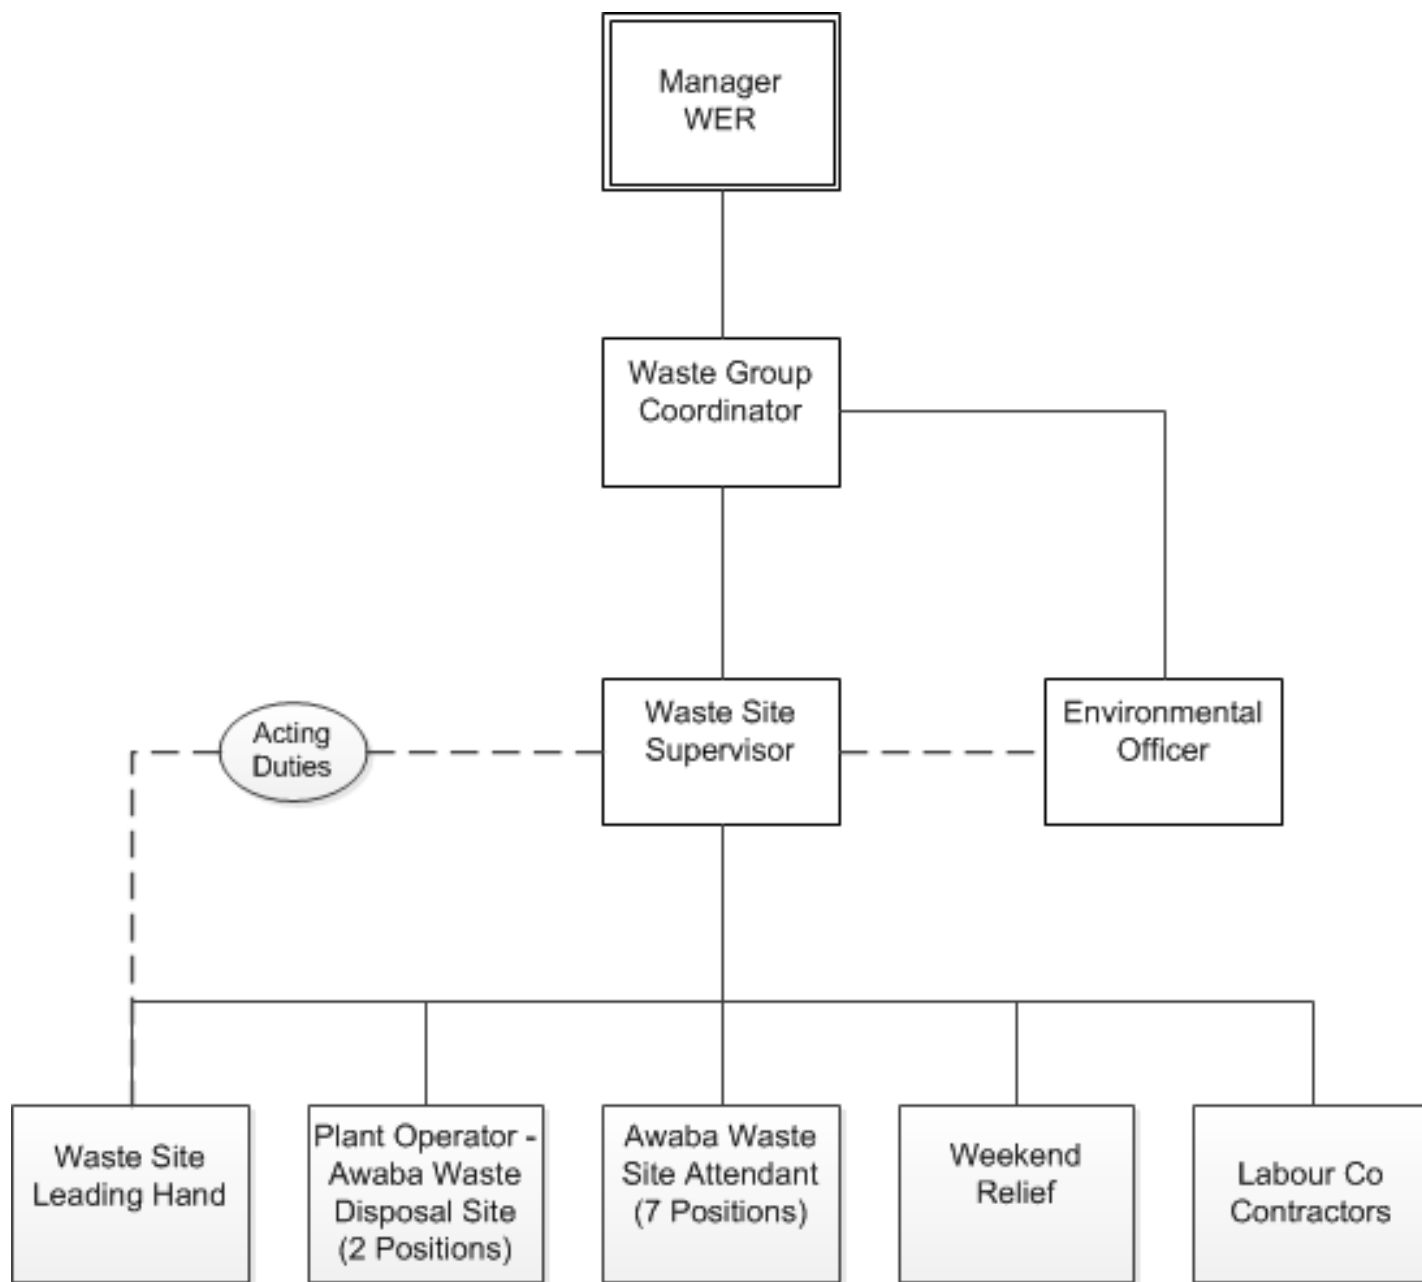 Manager
WER
Waste Group
Coordinator
Acting
Duties
Waste Site
Supervisor
Environmental
Officer
Waste Site
Leading Hand
Plant Operator -
Awaba Waste
Disposal Site
(2 Positions)
Awaba Waste
Site Attendant
(7 Positions)
Weekend
Relief
Labour Co
Contractors